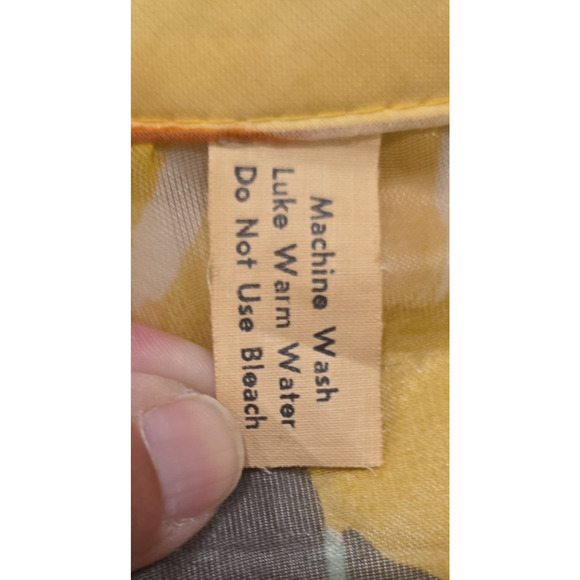 Machine Wash
Luke Warm Water
Do Not Use Bleach